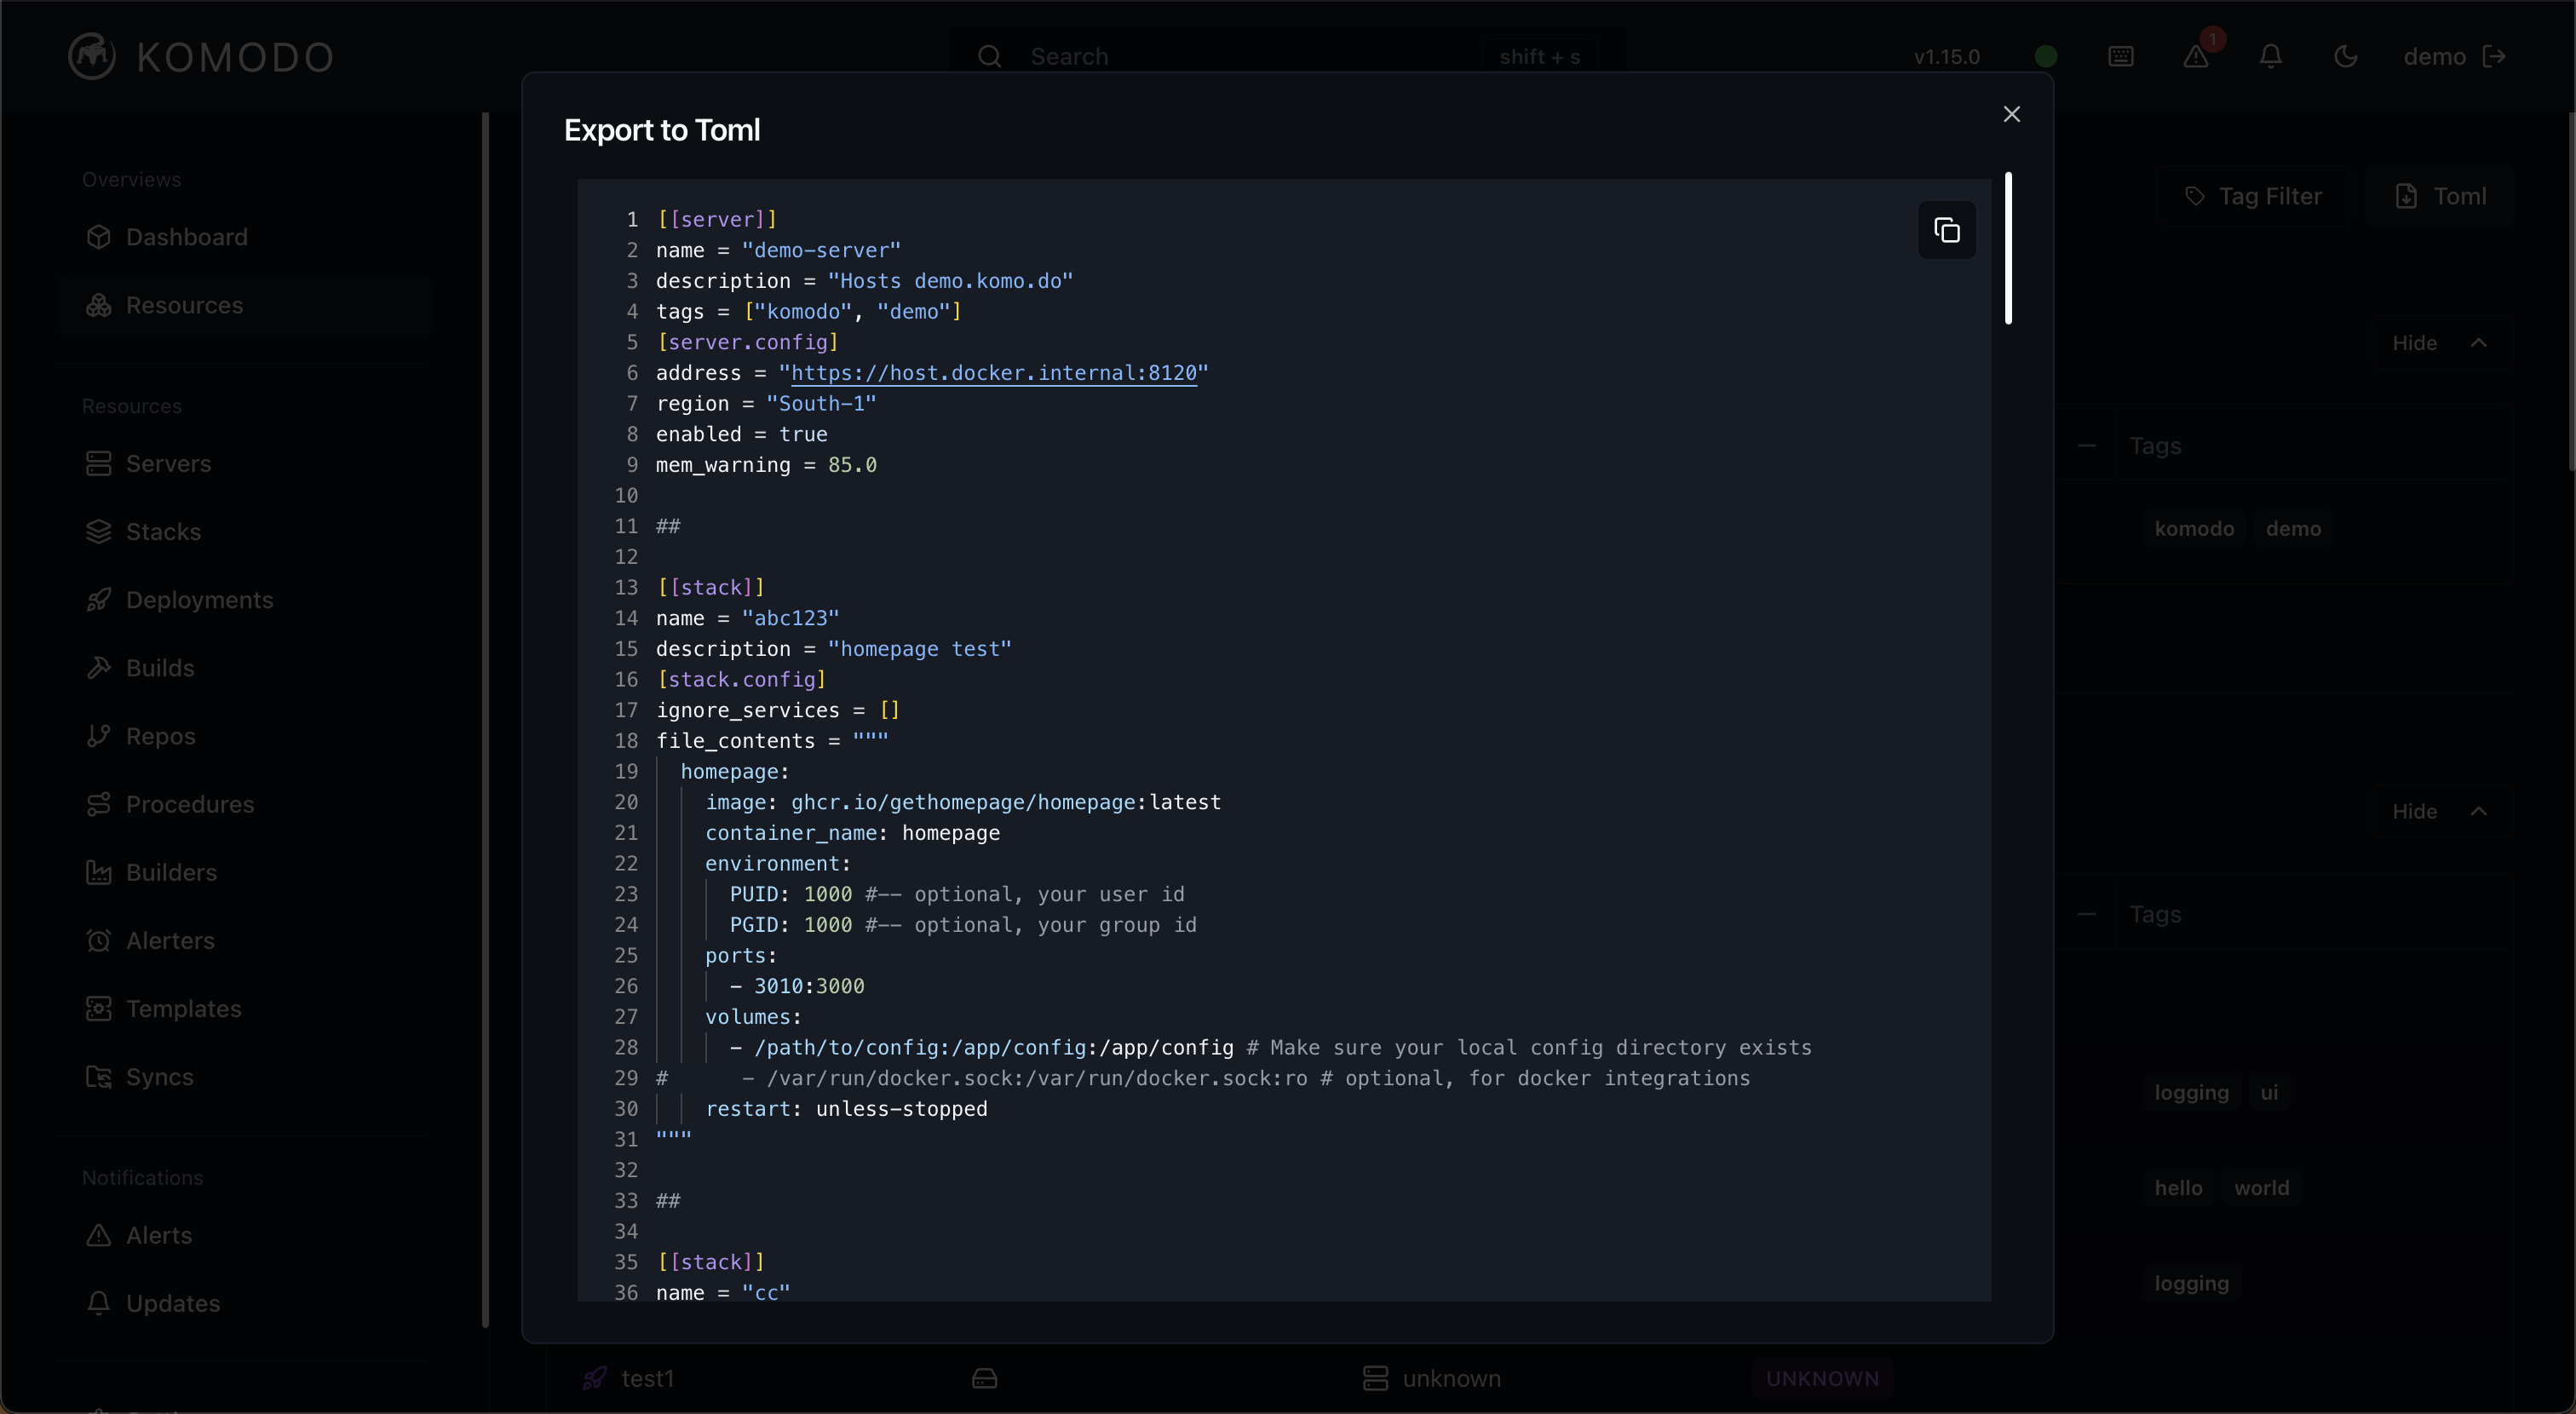 KOMODO
Search
shift + s
v1.15.0
1
demo
Overviews
Dashboard
Resources
Resources
Servers
Stacks
Deployments
Builds
Repos
Procedures
Builders
Alerters
Templates
Syncs
Notifications
Alerts
Updates
Export to Toml
1 [[server]]
2 name = "demo-server"
3 description = "Hosts demo.komo.do"
4 tags = ["komodo", "demo"]
5 [server.config]
6 address = "https://host.docker.internal:8120"
7 region = "South-1"
8 enabled = true
9 mem_warning = 85.0
10
11 ##
12
13 [[stack]]
14 name = "abc123"
15 description = "homepage test"
16 [stack.config]
17 ignore_services = []
18 file_contents = """
19   homepage:
20     image: ghcr.io/gethomepage/homepage:latest
21     container_name: homepage
22     environment:
23       PUID: 1000 #-- optional, your user id
24       PGID: 1000 #-- optional, your group id
25     ports:
26       - 3010:3000
27     volumes:
28       - /path/to/config:/app/config:/app/config # Make sure your local config directory exists
29 #      - /var/run/docker.sock:/var/run/docker.sock:ro # optional, for docker integrations
30     restart: unless-stopped
31 """
32
33 ##
34
35 [[stack]]
36 name = "cc"
Tag Filter
Toml
Hide
Tags
komodo demo
Hide
Tags
logging ui
hello world
logging
test1
unknown
UNKNOWN